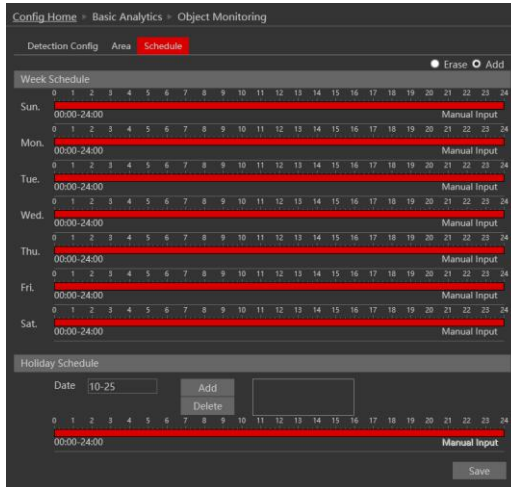 Config Home ▸ Basic Analytics ▸ Object Monitoring
Detection Config Area Schedule
Erase Add
Week Schedule
0 1 2 3 4 5 6 7 8 9 10 11 12 13 14 15 16 17 18 19 20 21 22 23 24
Sun.
00:00-24:00 Manual Input
0 1 2 3 4 5 6 7 8 9 10 11 12 13 14 15 16 17 18 19 20 21 22 23 24
Mon.
00:00-24:00 Manual Input
0 1 2 3 4 5 6 7 8 9 10 11 12 13 14 15 16 17 18 19 20 21 22 23 24
Tue.
00:00-24:00 Manual Input
0 1 2 3 4 5 6 7 8 9 10 11 12 13 14 15 16 17 18 19 20 21 22 23 24
Wed.
00:00-24:00 Manual Input
0 1 2 3 4 5 6 7 8 9 10 11 12 13 14 15 16 17 18 19 20 21 22 23 24
Thu.
00:00-24:00 Manual Input
0 1 2 3 4 5 6 7 8 9 10 11 12 13 14 15 16 17 18 19 20 21 22 23 24
Fri.
00:00-24:00 Manual Input
0 1 2 3 4 5 6 7 8 9 10 11 12 13 14 15 16 17 18 19 20 21 22 23 24
Sat.
00:00-24:00 Manual Input
Holiday Schedule
Date 10-25 Add
Delete
0 1 2 3 4 5 6 7 8 9 10 11 12 13 14 15 16 17 18 19 20 21 22 23 24
00:00-24:00 Manual Input
Save